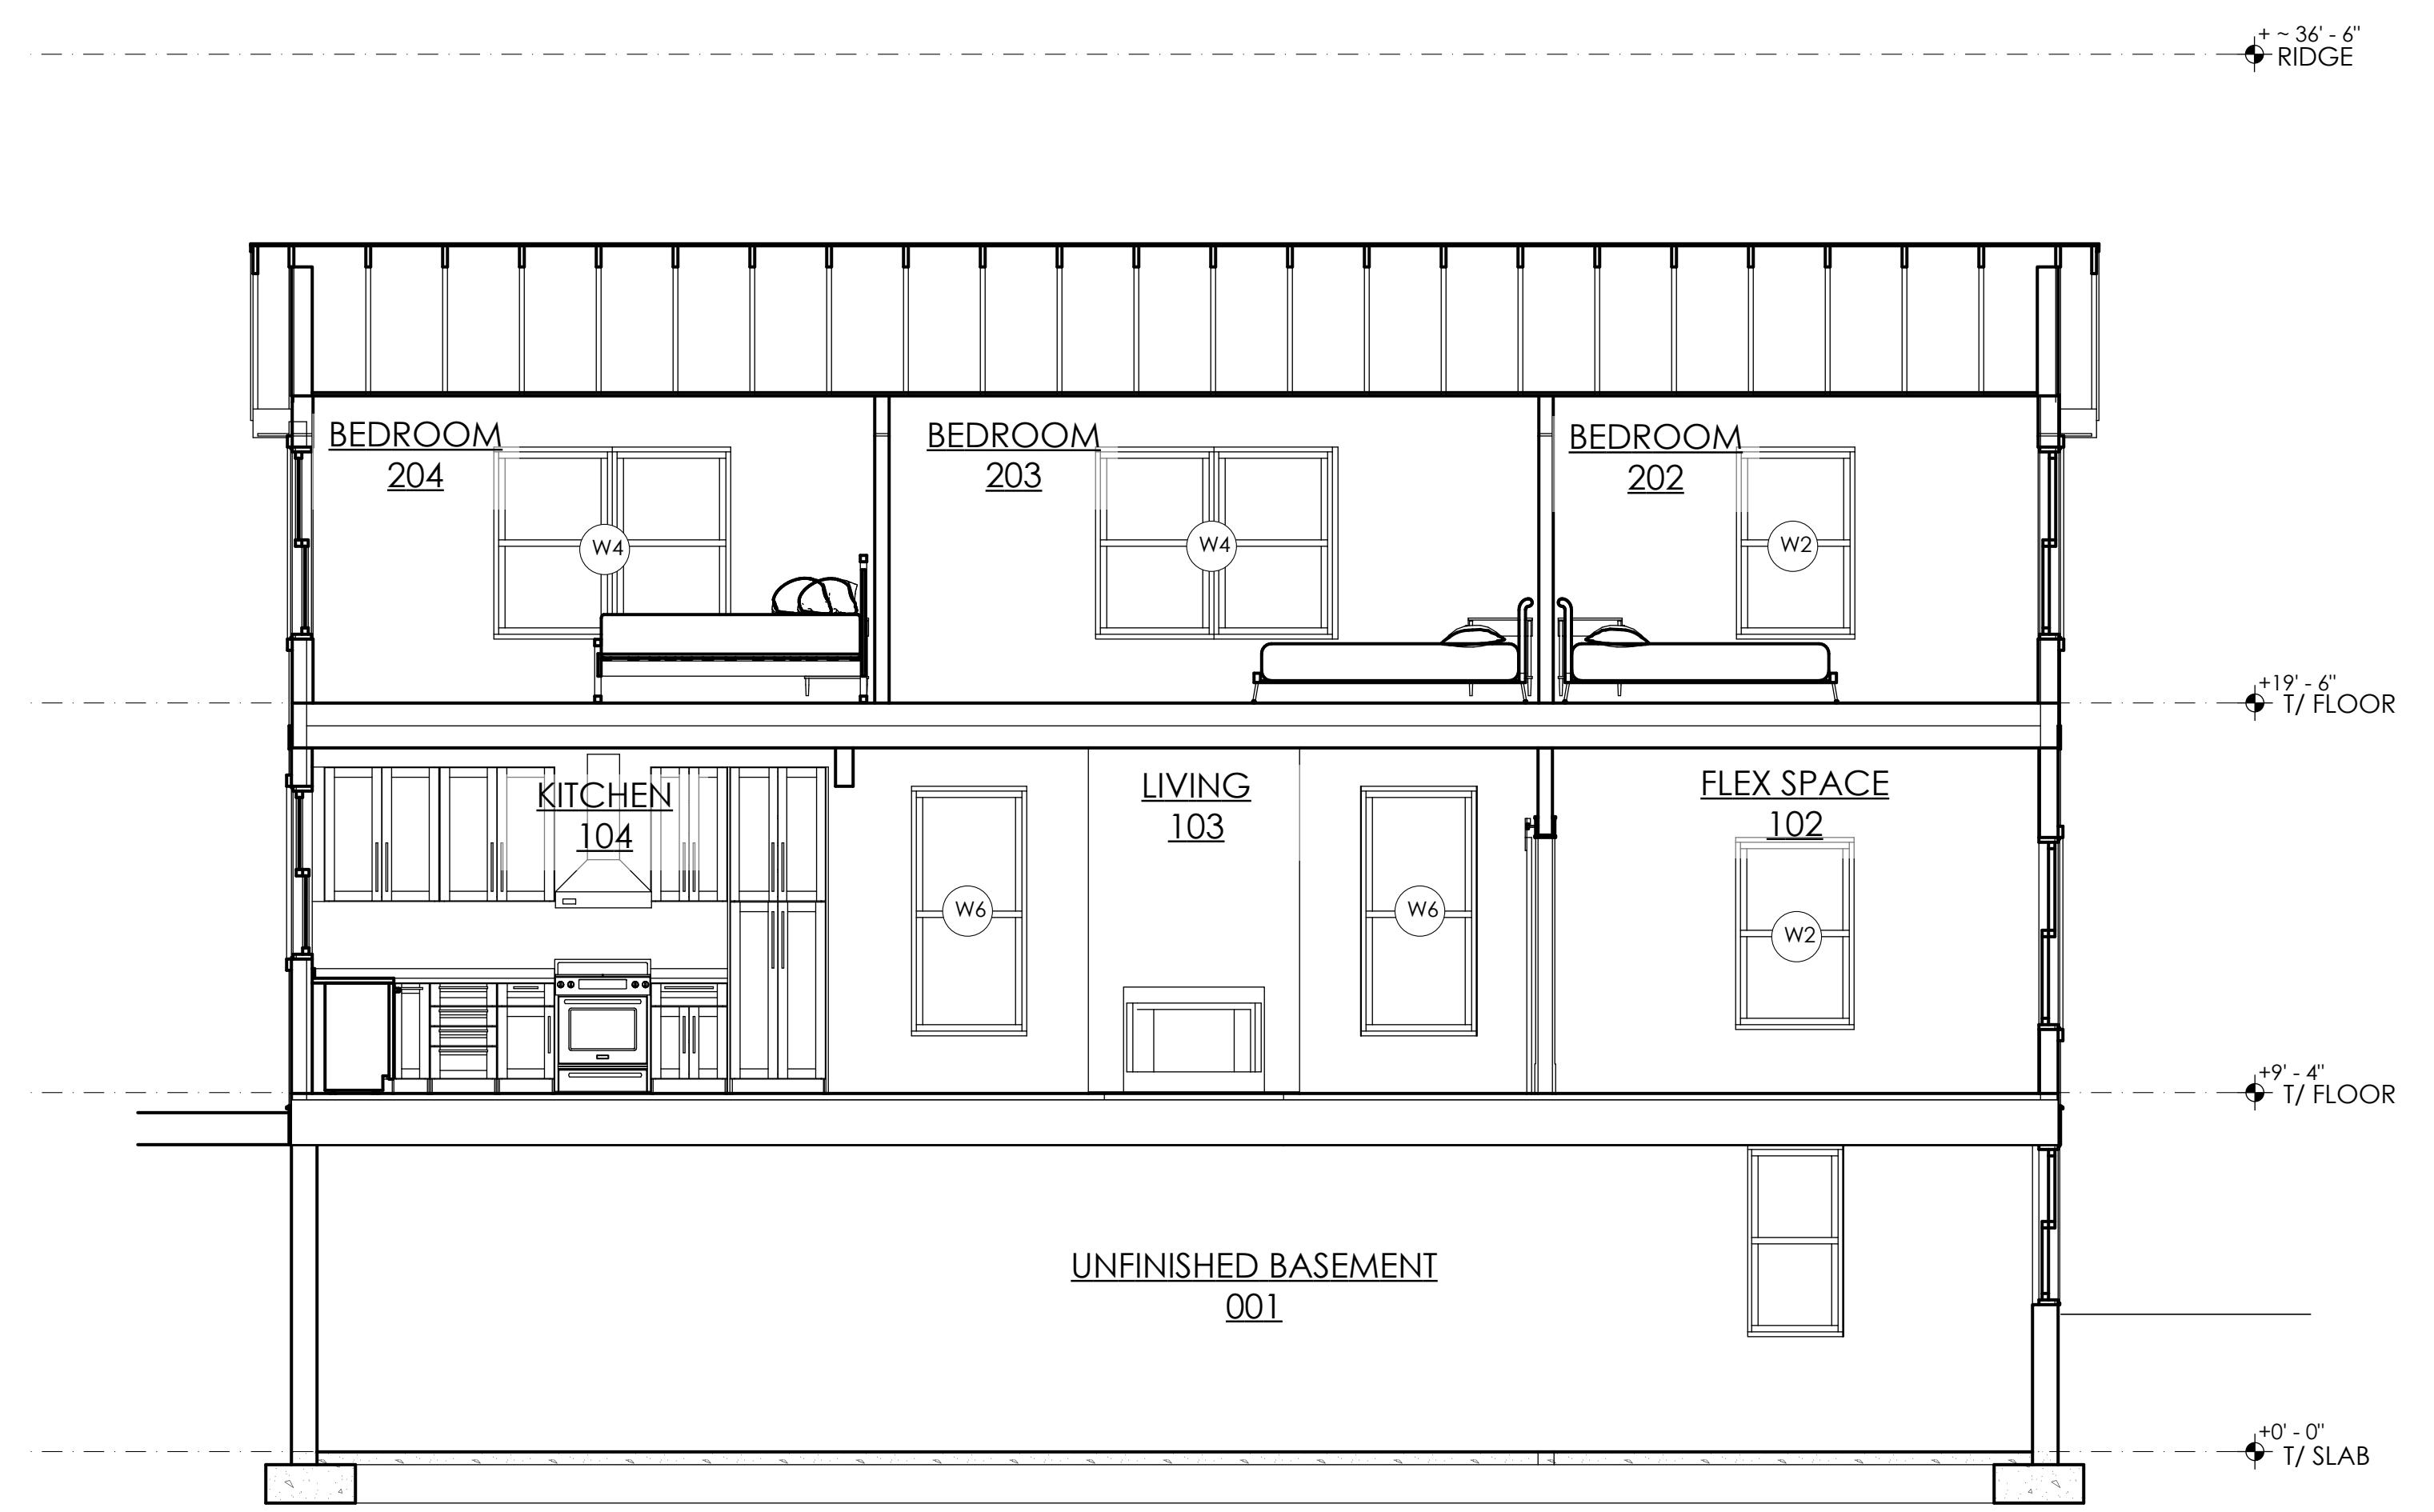 + ~ 36' - 6"
RIDGE
BEDROOM
204
BEDROOM
203
BEDROOM
202
W4
W4
W2
+19' - 6"
T/ FLOOR
KITCHEN
104
LIVING
103
FLEX SPACE
102
W6
W6
W2
+9' - 4"
T/ FLOOR
UNFINISHED BASEMENT
001
+0' - 0"
T/ SLAB